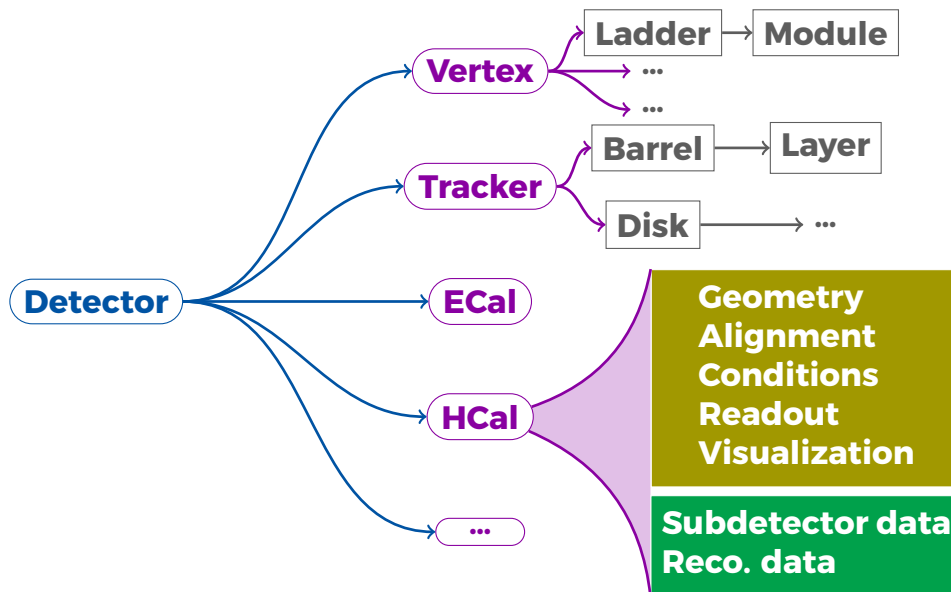 Detector
Vertex
Ladder
Module
...
...
Tracker
Barrel
Layer
Disk
...
ECal
HCal
...
Geometry
Alignment
Conditions
Readout
Visualization
Subdetector data
Reco. data